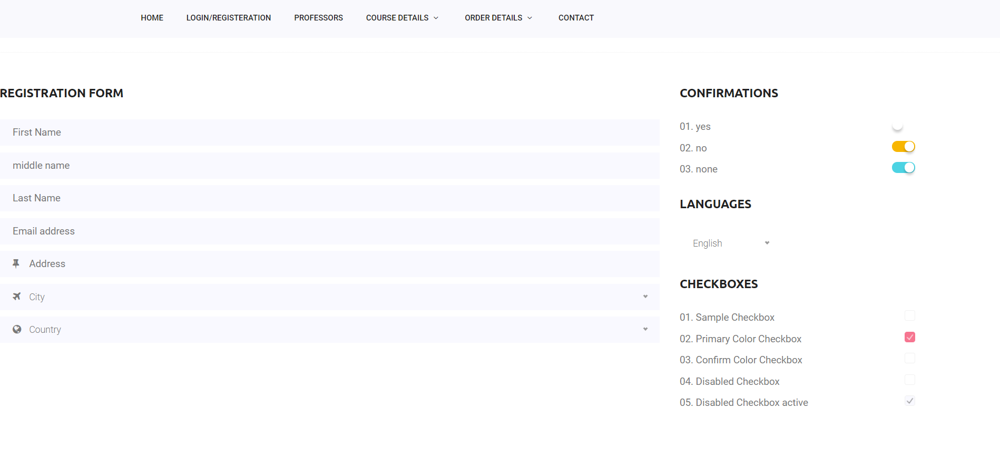 HOME LOGIN/REGISTERATION PROFESSORS COURSE DETAILS ORDER DETAILS CONTACT
REGISTRATION FORM
First Name
middle name
Last Name
Email address
Address
City
Country
CONFIRMATIONS
01. yes
02. no
03. none
LANGUAGES
English
CHECKBOXES
01. Sample Checkbox
02. Primary Color Checkbox
03. Confirm Color Checkbox
04. Disabled Checkbox
05. Disabled Checkbox active